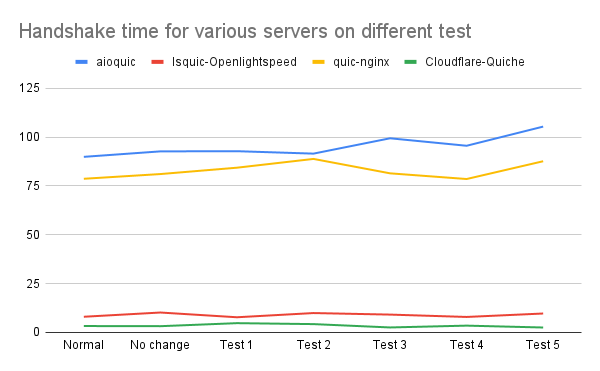 Handshake time for various servers on different test
aioquic lsquic-Openlightspeed quic-nginx Cloudflare-Quiche
125
100
75
50
25
0
Normal No change Test 1 Test 2 Test 3 Test 4 Test 5